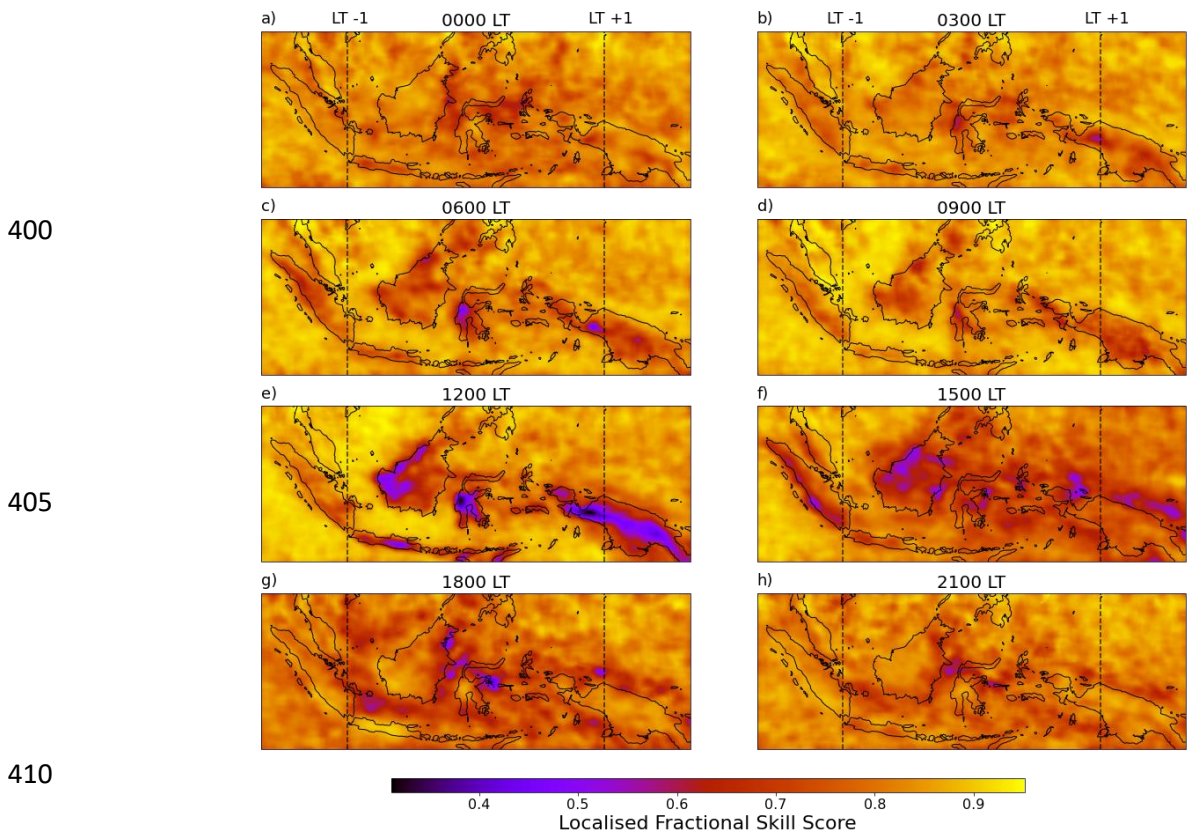 a) LT -1 0000 LT LT +1
b) LT -1 0300 LT LT +1
400
c) 0600 LT
d) 0900 LT
405
e) 1200 LT
f) 1500 LT
g) 1800 LT
h) 2100 LT
410
0.4 0.5 0.6 0.7 0.8 0.9
Localised Fractional Skill Score